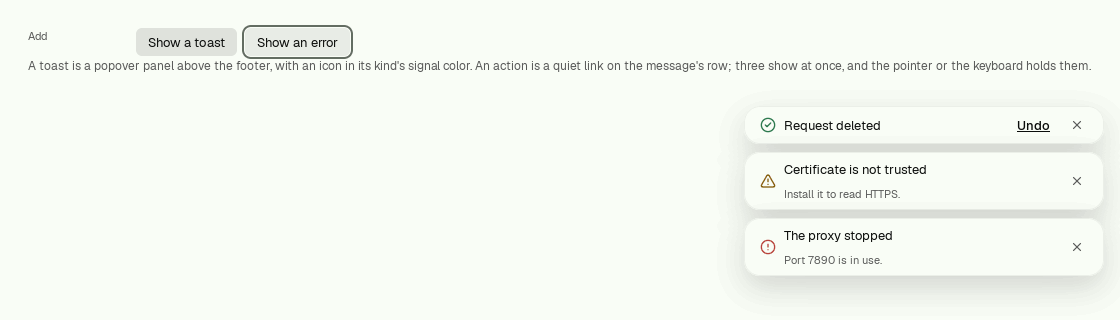 Add
Show a toast
Show an error
A toast is a popover panel above the footer, with an icon in its kind's signal color. An action is a quiet link on the message's row; three show at once, and the pointer or the keyboard holds them.
Request deleted
Undo
Certificate is not trusted
Install it to read HTTPS.
The proxy stopped
Port 7890 is in use.